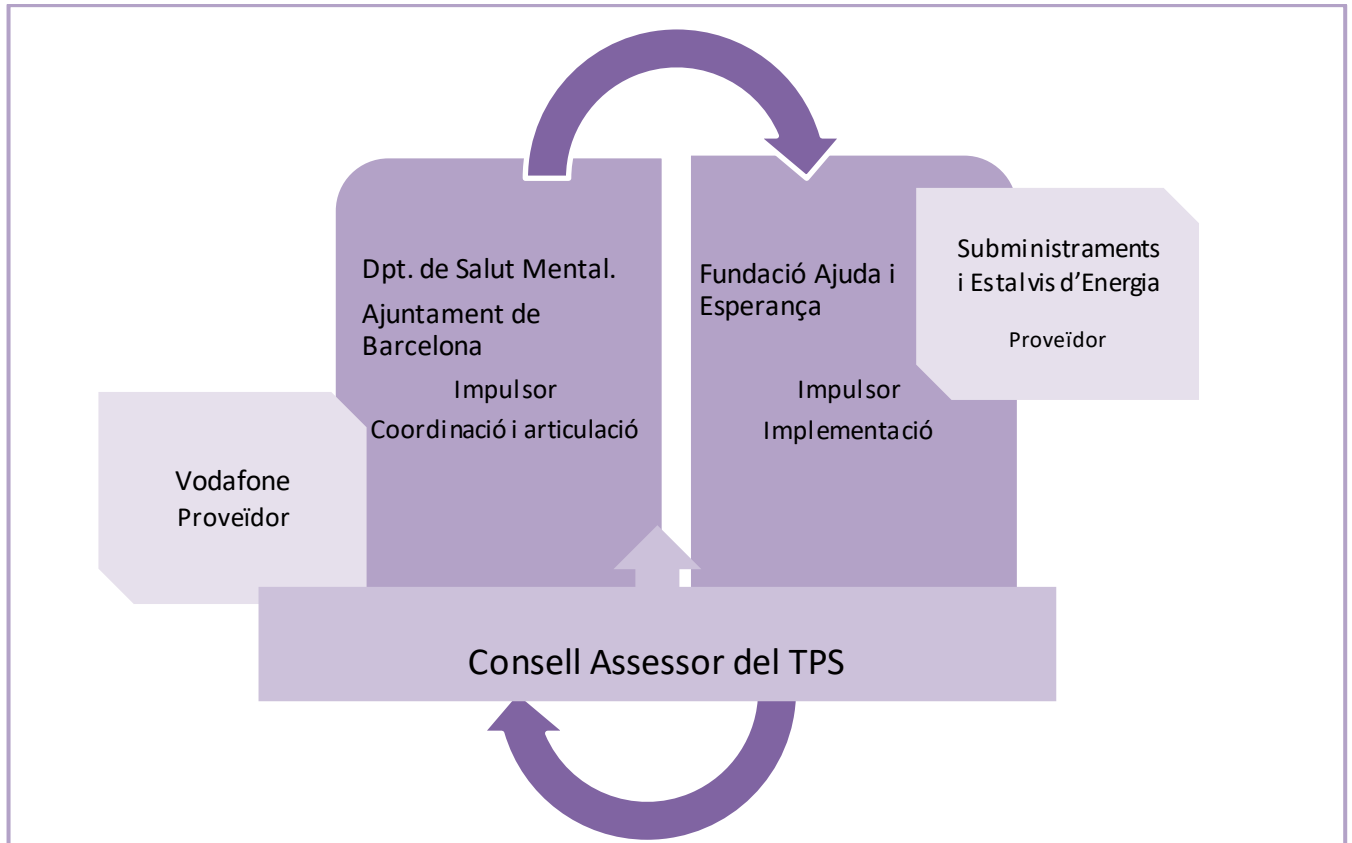 Dpt. de Salut Mental.
Ajuntament de
Barcelona
Impulsor
Coordinació i articulació
Fundació Ajuda i
Esperança
Impulsor
Implementació
Subministraments
i Estalvis d’Energia
Proveïdor
Vodafone
Proveïdor
Consell Assessor del TPS